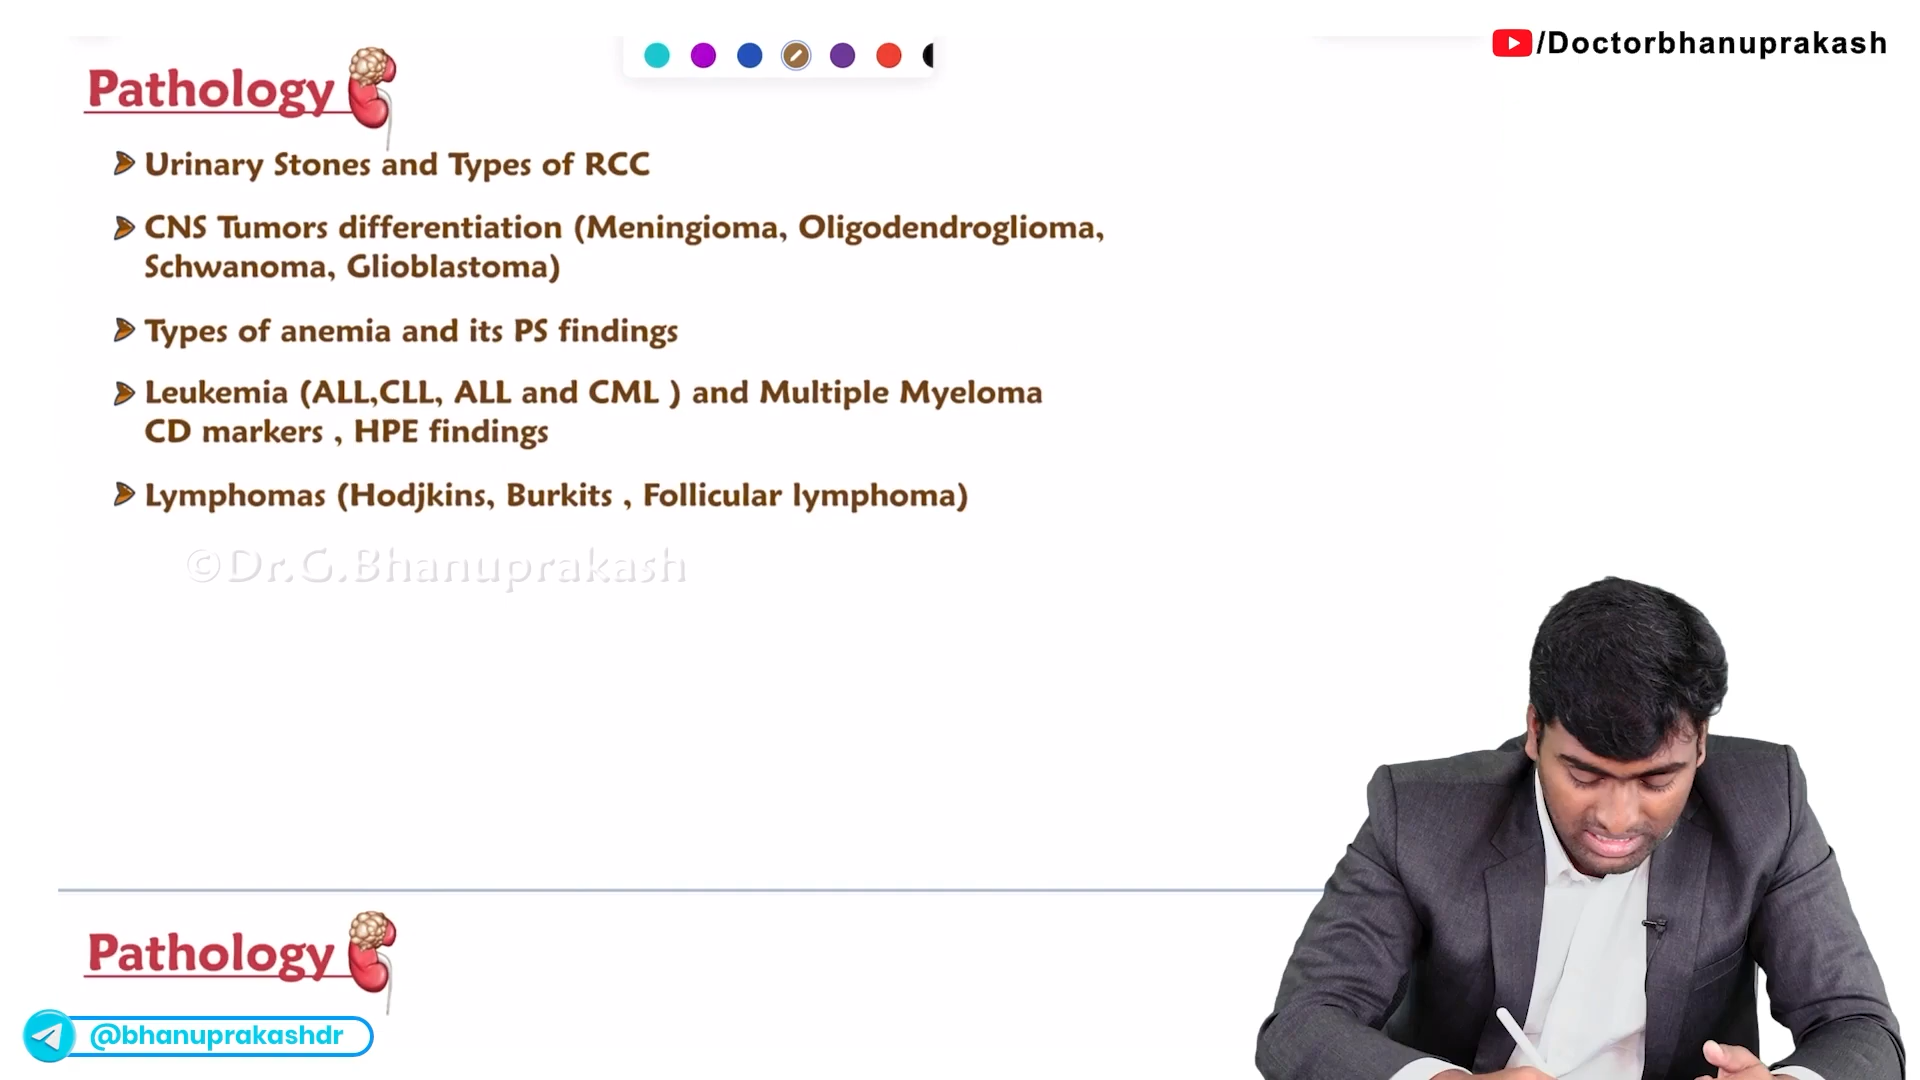 /Doctorbhanuprakash
Pathology
Urinary Stones and Types of RCC
CNS Tumors differentiation (Meningioma, Oligodendroglioma,
Schwanoma, Glioblastoma)
Types of anemia and its PS findings
Leukemia (ALL,CLL, ALL and CML ) and Multiple Myeloma
CD markers , HPE findings
Lymphomas (Hodjkins, Burkits , Follicular lymphoma)
©Dr.G.Bhanuprakash
Pathology
@bhanuprakashdr